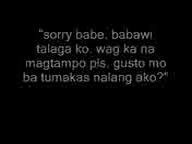 "sorry babe, babawi
talaga ko. wag ka na
magtampo pls. gusto mo
ba tumakas nalang ako?"